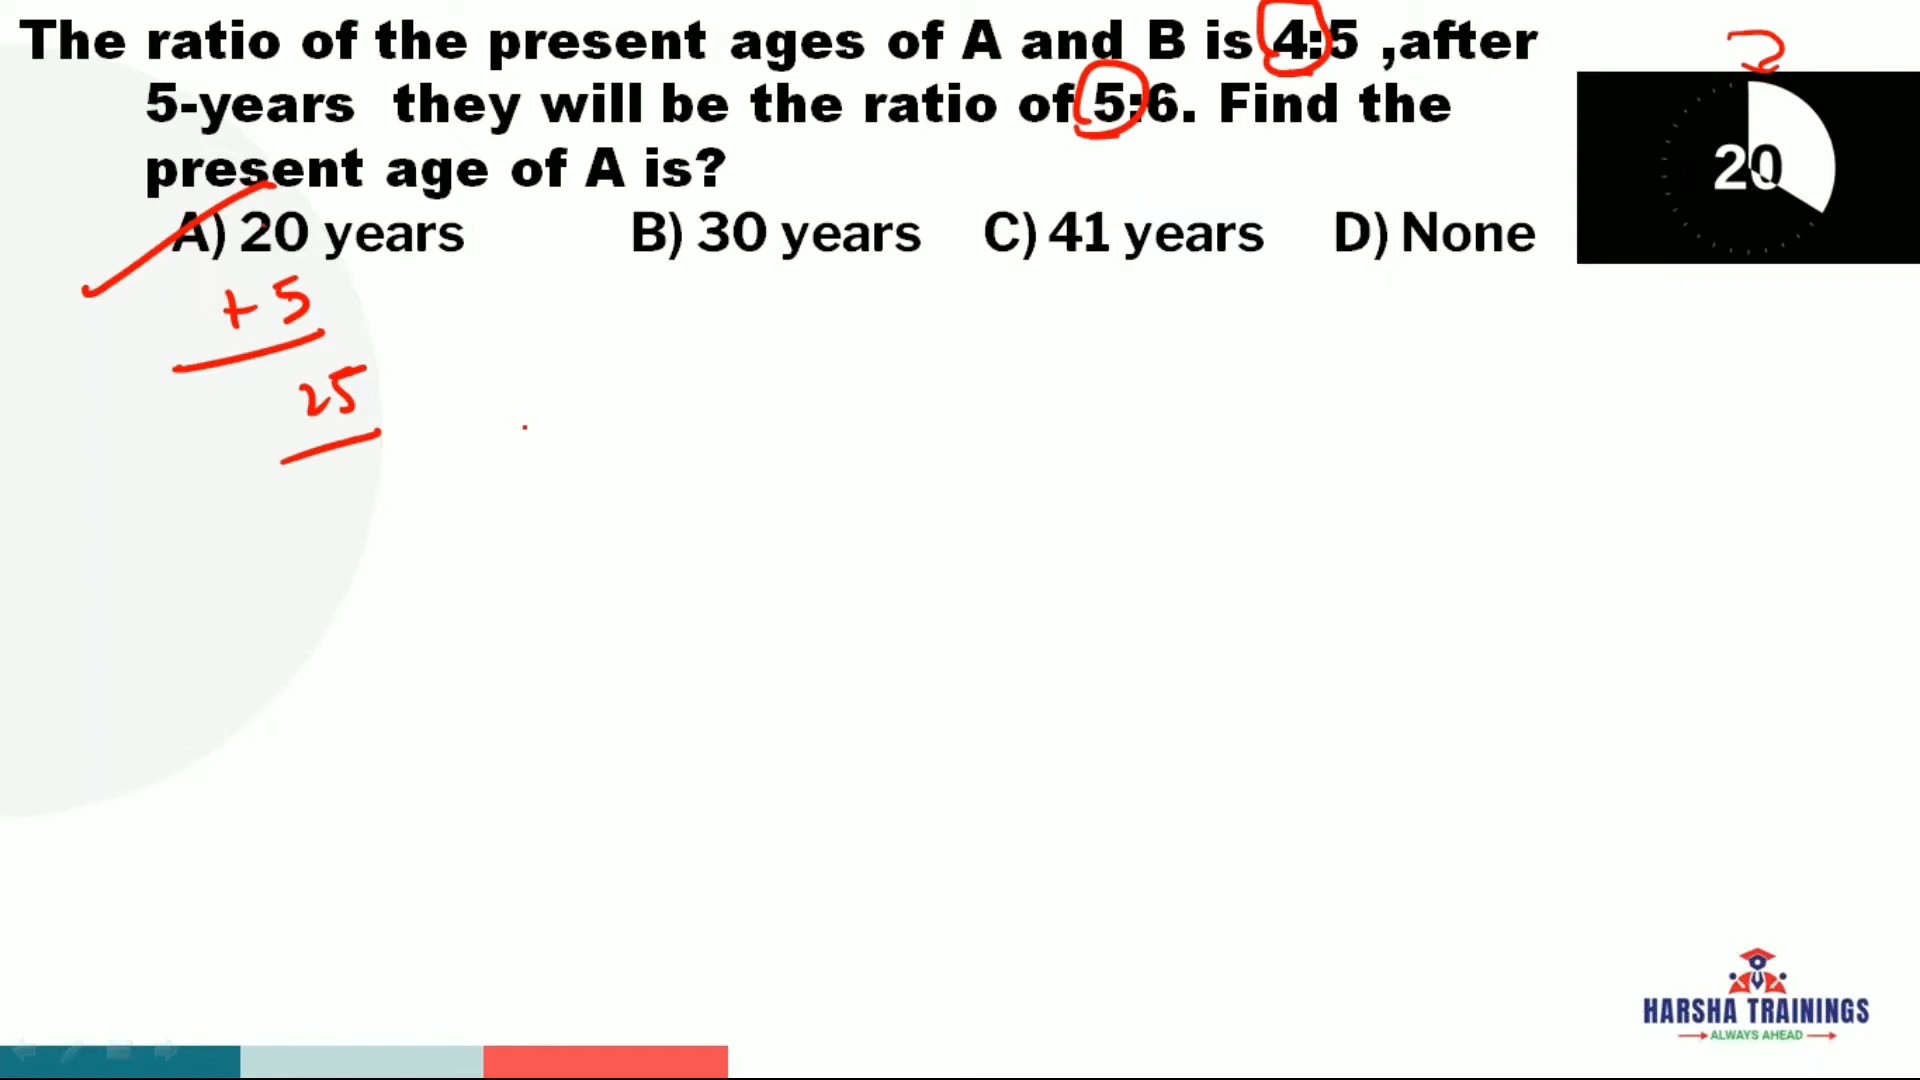 The ratio of the present ages of A and B is 4:5 ,after
5-years they will be the ratio of 5:6. Find the
present age of A is?
A) 20 years B) 30 years C) 41 years D) None
20
+5
25
HARSHA TRAININGS
ALWAYS AHEAD